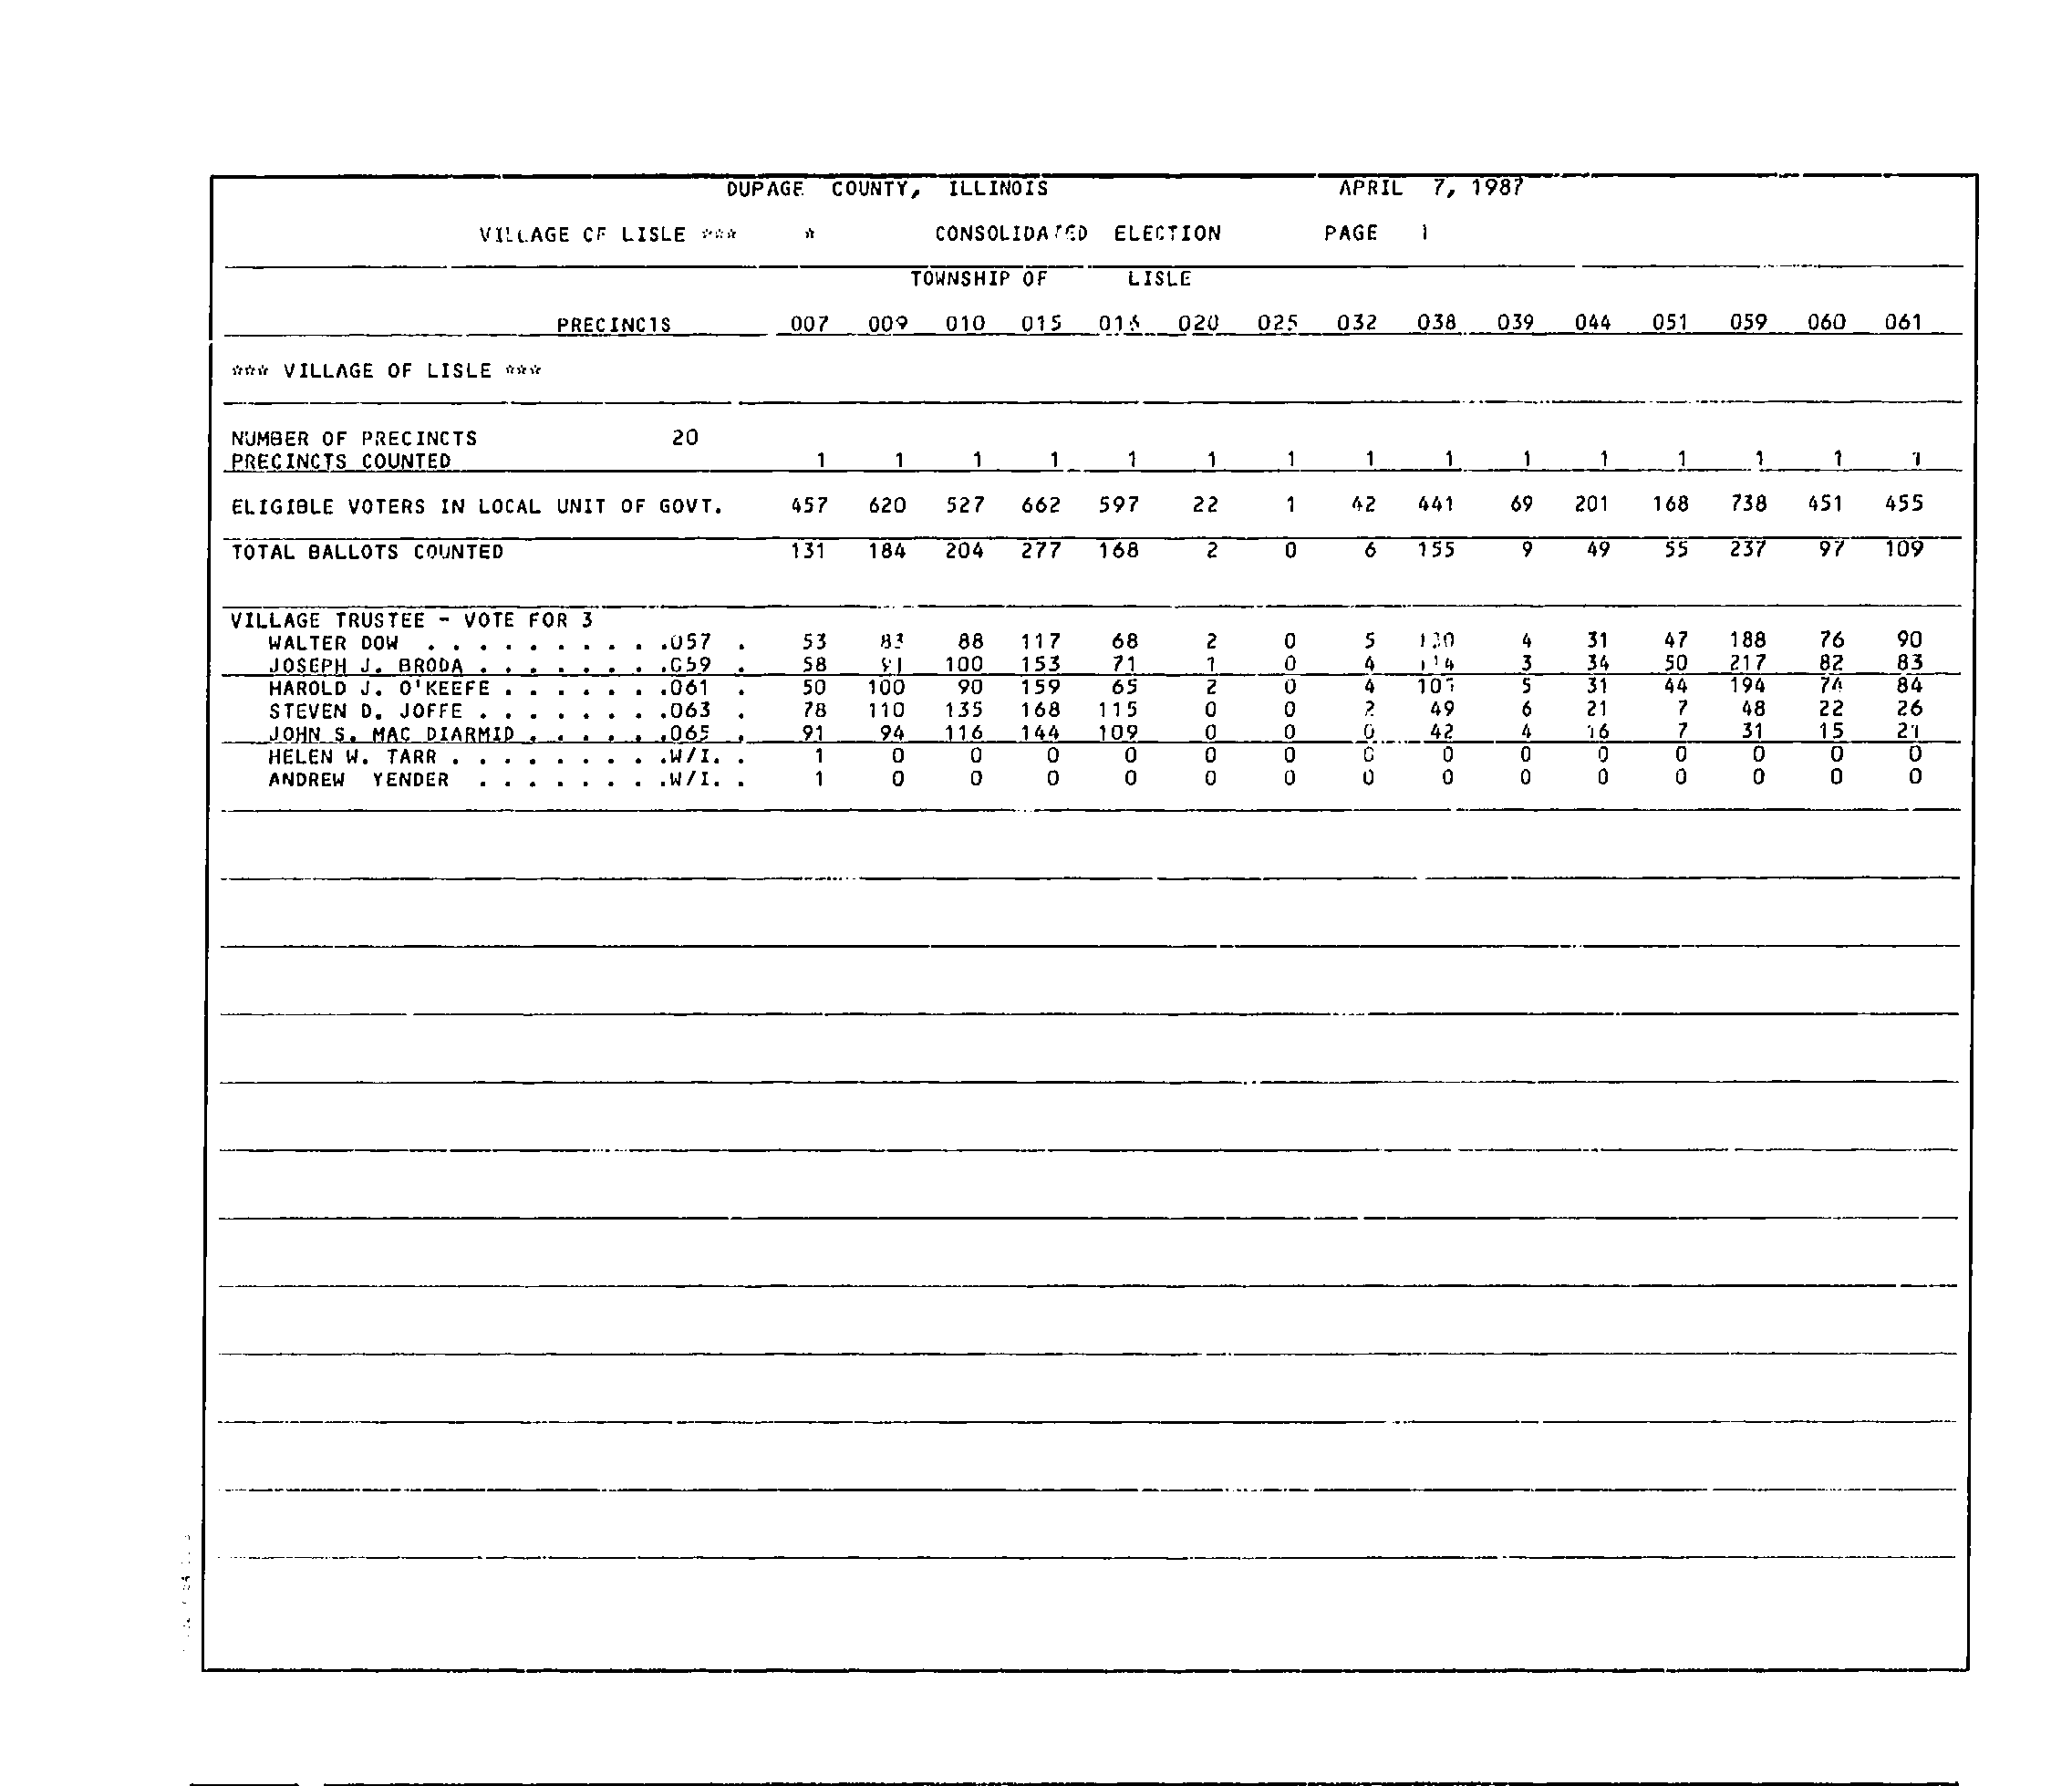 DUPAGE COUNTY, ILLINOIS APRIL 7, 1987
VILLAGE OF LISLE *** * CONSOLIDATED ELECTION PAGE 1
TOWNSHIP OF LISLE
PRECINCTS 007 009 010 015 016 020 025 032 038 039 044 051 059 060 061
*** VILLAGE OF LISLE ***
NUMBER OF PRECINCTS 20
PRECINCTS COUNTED 1 1 1 1 1 1 1 1 1 1 1 1 1 1 1
ELIGIBLE VOTERS IN LOCAL UNIT OF GOVT. 457 620 527 662 597 22 1 42 441 69 201 168 738 451 455
TOTAL BALLOTS COUNTED 131 184 204 277 168 2 0 6 155 9 49 55 237 97 109
VILLAGE TRUSTEE - VOTE FOR 3
WALTER DOW . . . . . . . . . .057 . 53 83 88 117 68 2 0 5 4 31 47 188 76 90
JOSEPH J. BRODA . . . . . . . .059 . 58 91 100 153 71 1 0 4 114 3 34 50 217 82 83
HAROLD J. O'KEEFE . . . . . . .061 . 50 100 90 159 65 2 0 4 5 31 44 194 74 84
STEVEN D. JOFFE . . . . . . . .063 . 78 110 135 168 115 0 0 2 49 6 21 7 48 22 26
JOHN S. MAC DIARMID . . . . . .065 . 91 94 116 144 109 0 0 0 42 4 16 7 31 15 21
HELEN W. TARR . . . . . . . . .W/I. . 1 0 0 0 0 0 0 0 0 0 0 0 0 0 0
ANDREW YENDER . . . . . . . .W/I. . 1 0 0 0 0 0 0 0 0 0 0 0 0 0 0